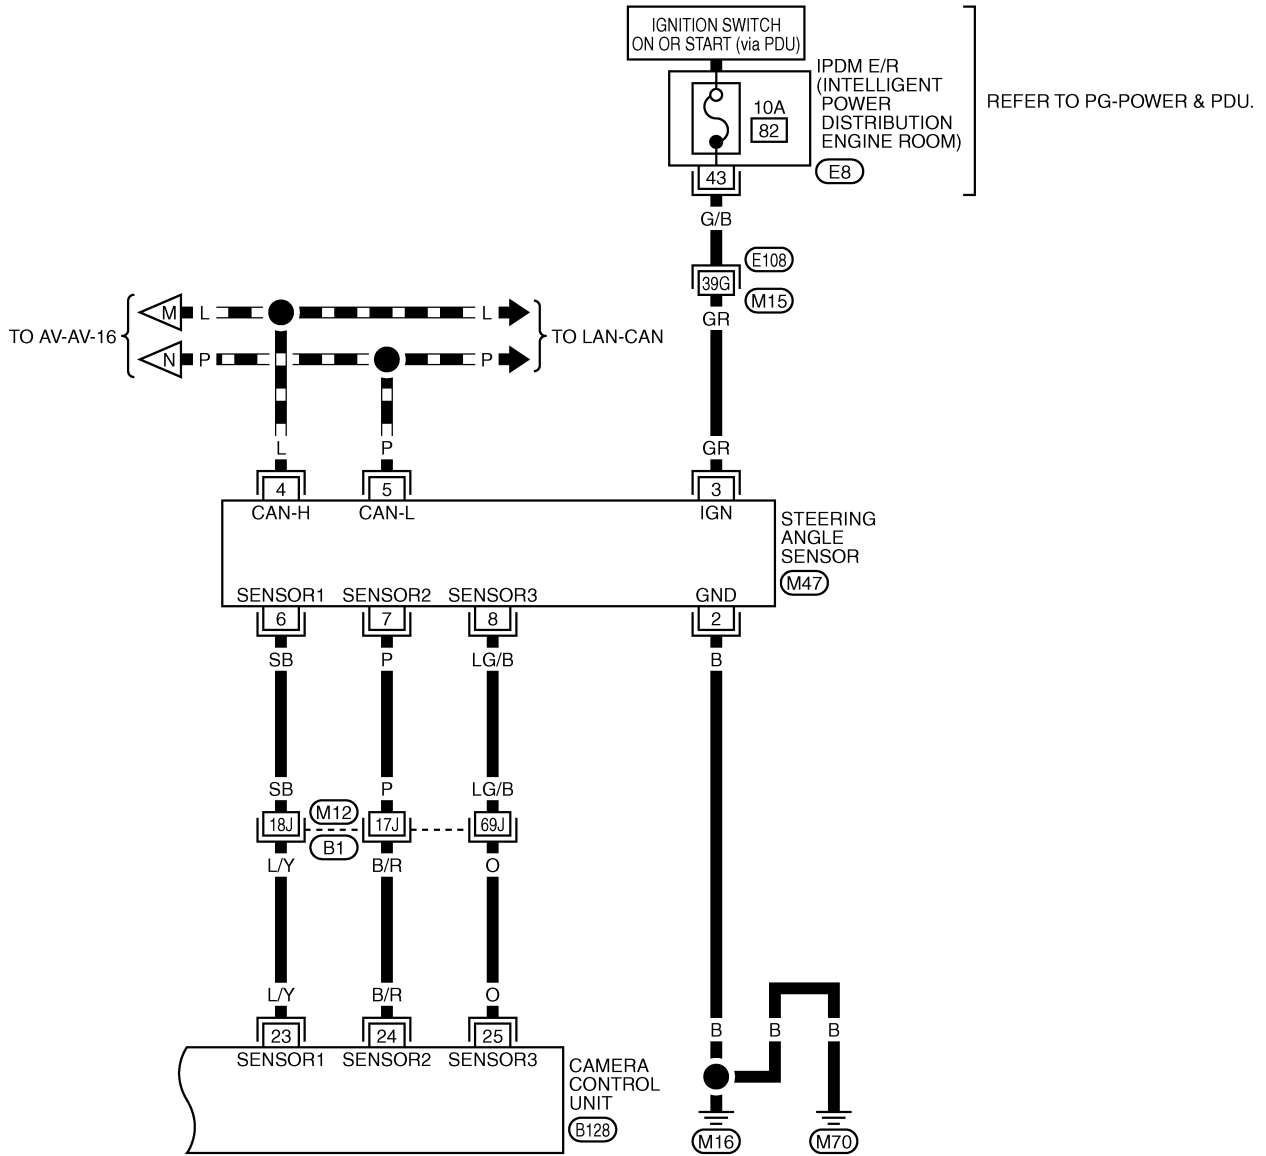 IGNITION SWITCH
ON OR START (via PDU)
IPDM E/R
(INTELLIGENT
POWER
DISTRIBUTION
ENGINE ROOM)
10A
82
E8
REFER TO PG-POWER & PDU.
43
G/B
E108
39G
M15
GR
TO AV-AV-16
M
L
L
N
P
P
TO LAN-CAN
L
P
GR
4
5
3
CAN-H
CAN-L
IGN
STEERING
ANGLE
SENSOR
M47
SENSOR1
SENSOR2
SENSOR3
GND
6
7
8
2
SB
P
LG/B
B
SB
P
LG/B
18J
M12
17J
69J
B1
L/Y
B/R
O
L/Y
B/R
O
23
24
25
SENSOR1
SENSOR2
SENSOR3
CAMERA
CONTROL
UNIT
B128
B
B
B
M16
M70